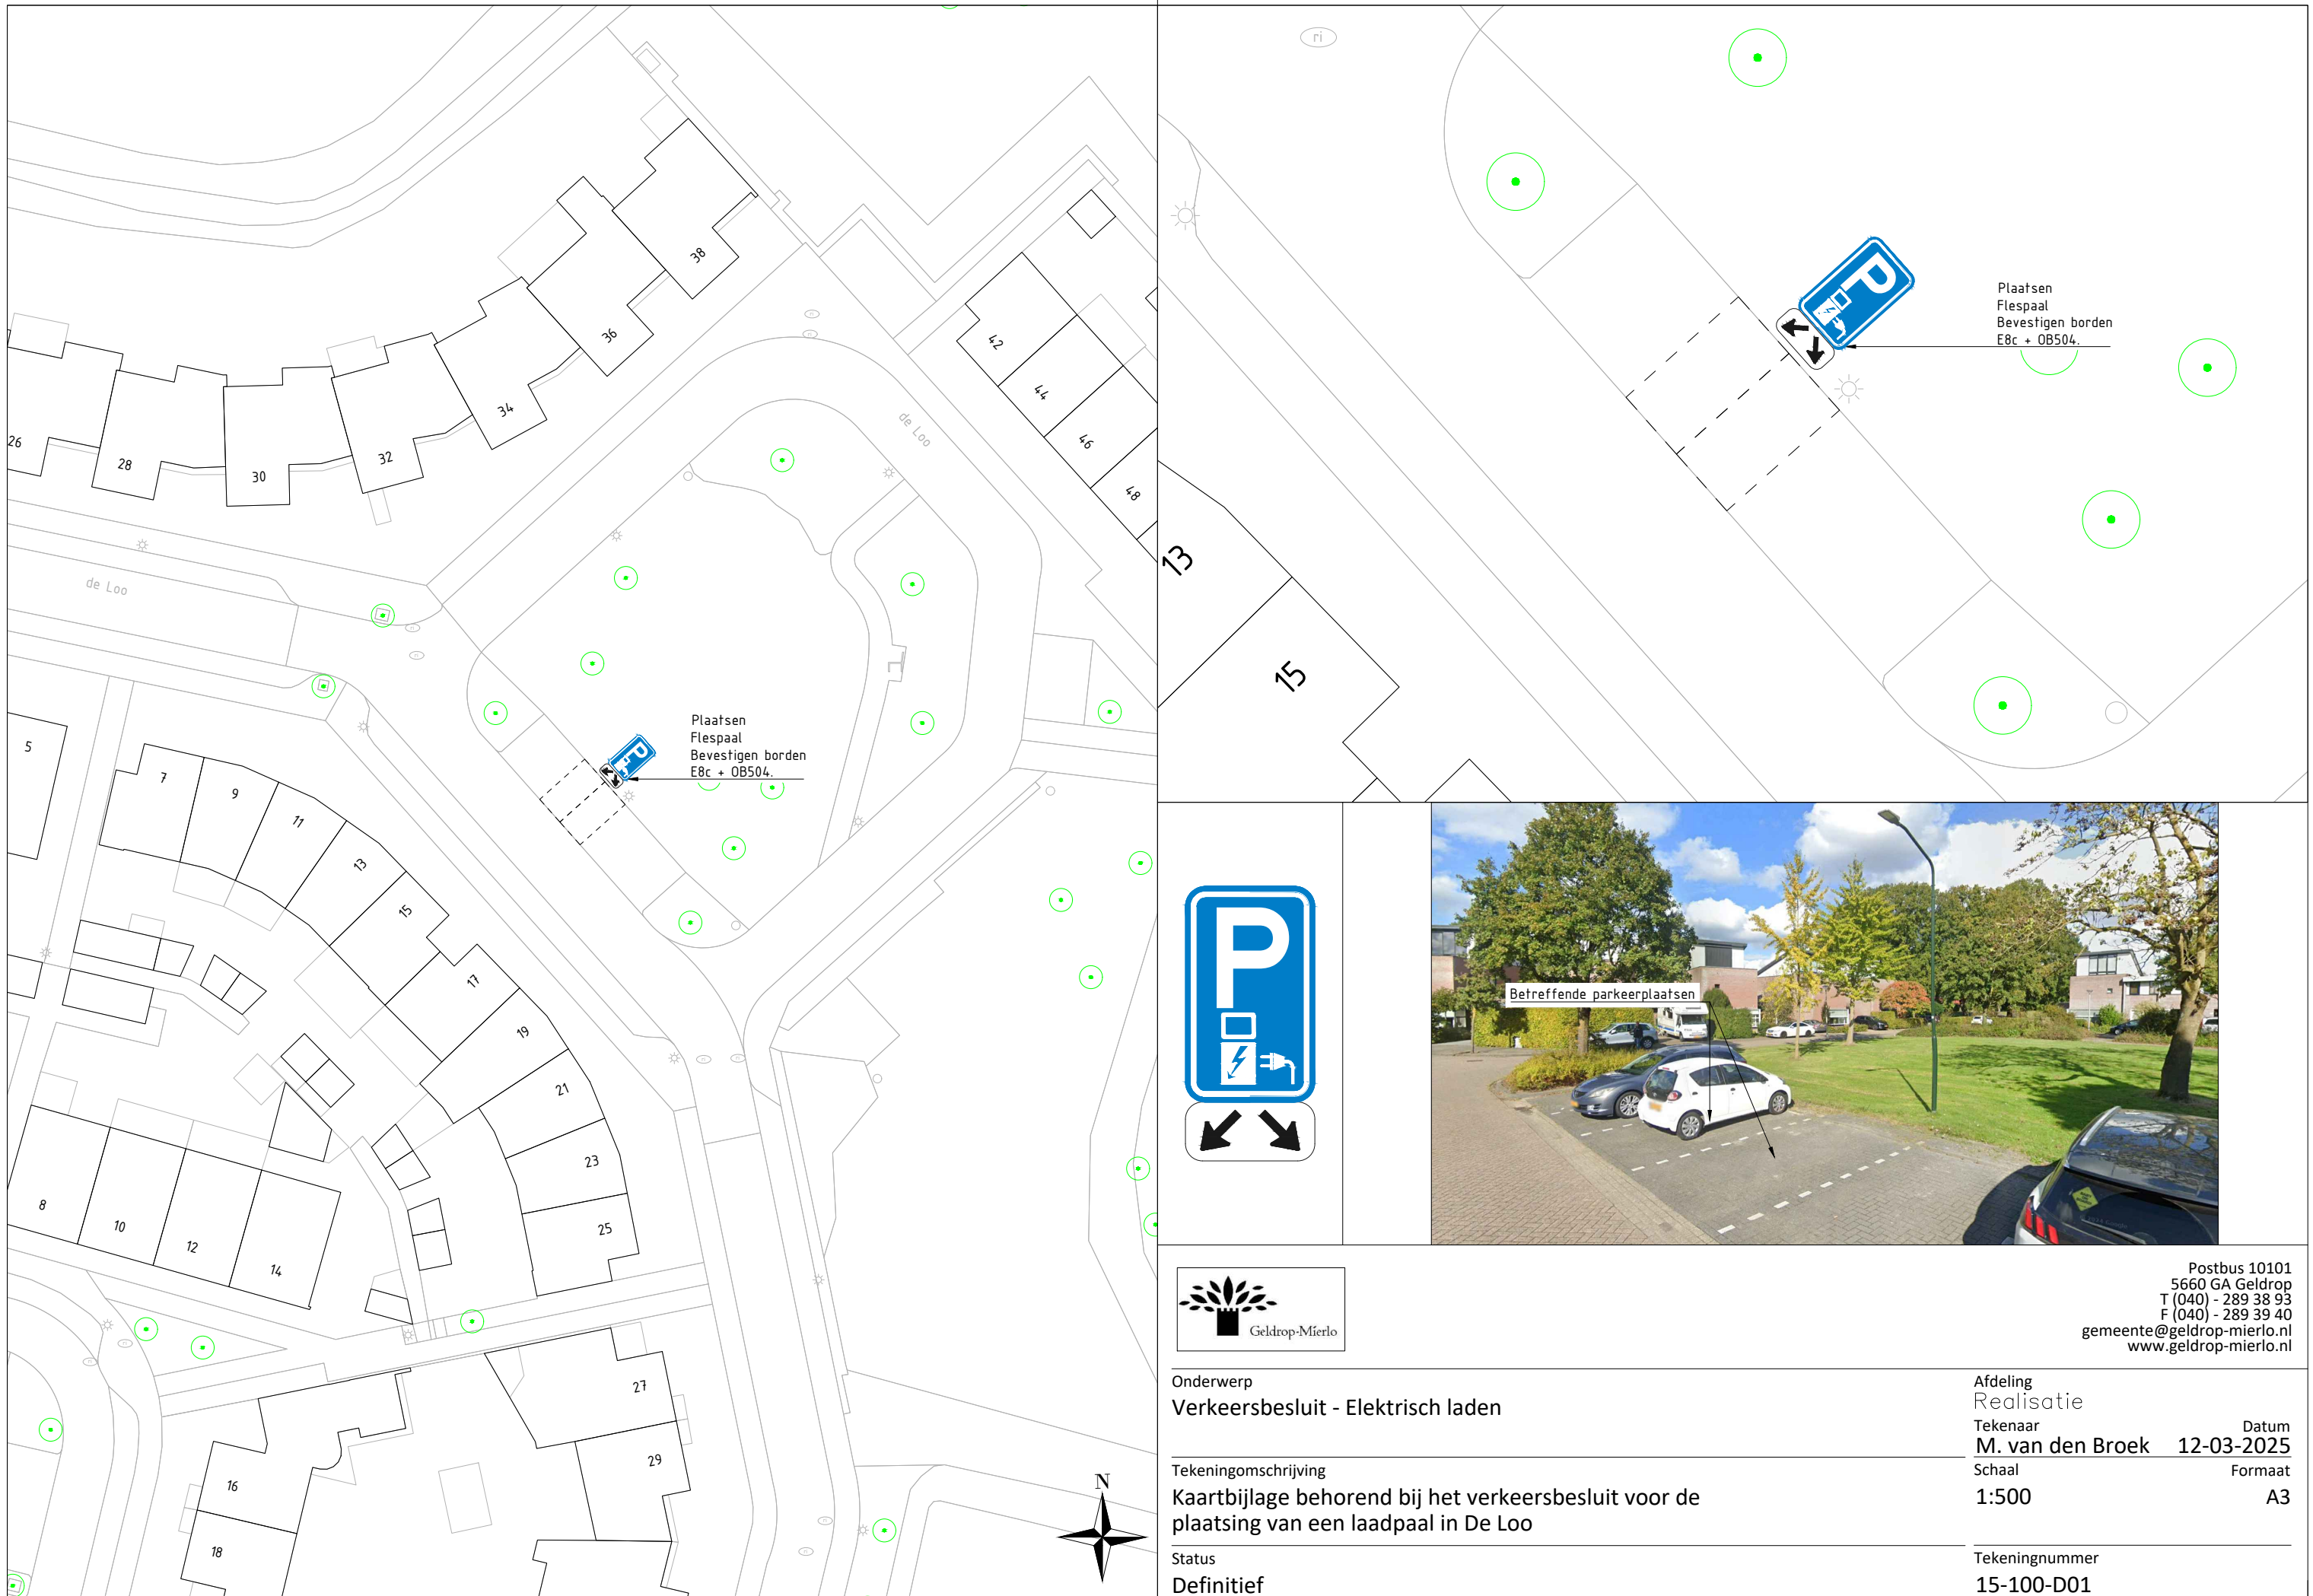 38
36
34
32
30
28
26
42
44
46
48
de Loo
de Loo
Plaatsen
Flespaal
Bevestigen borden
E8c + OB504.
5
7
9
11
13
15
17
19
21
23
25
8
10
12
14
27
29
16
18
N
ri
Plaatsen
Flespaal
Bevestigen borden
E8c + OB504.
13
15
P
P
P
Betreffende parkeerplaatsen
Geldrop-Mierlo
Postbus 10101
5660 GA Geldrop
T (040) - 289 38 93
F (040) - 289 39 40
gemeente@geldrop-mierlo.nl
www.geldrop-mierlo.nl
Onderwerp
Verkeersbesluit - Elektrisch laden
Afdeling
Realisatie
Tekenaar Datum
M. van den Broek 12-03-2025
Tekeningomschrijving
Kaartbijlage behorend bij het verkeersbesluit voor de
plaatsing van een laadpaal in De Loo
Schaal Formaat
1:500 A3
Status
Definitief
Tekeningnummer
15-100-D01